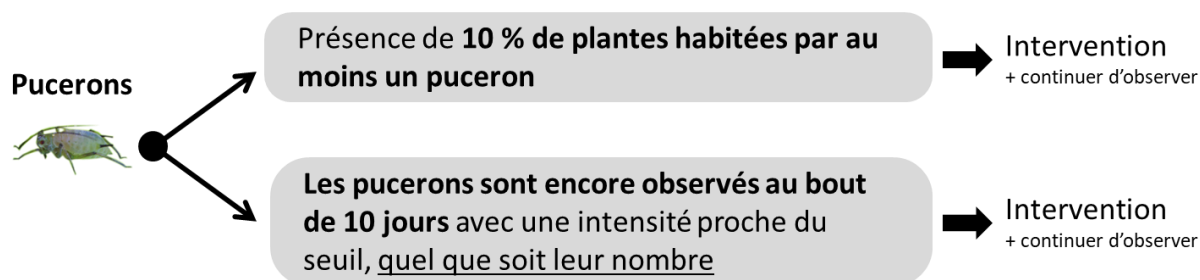 Pucerons
Présence de 10 % de plantes habitées par au
moins un puceron
Intervention
+ continuer d'observer
Les pucerons sont encore observés au bout
de 10 jours avec une intensité proche du
seuil, quel que soit leur nombre
Intervention
+ continuer d'observer